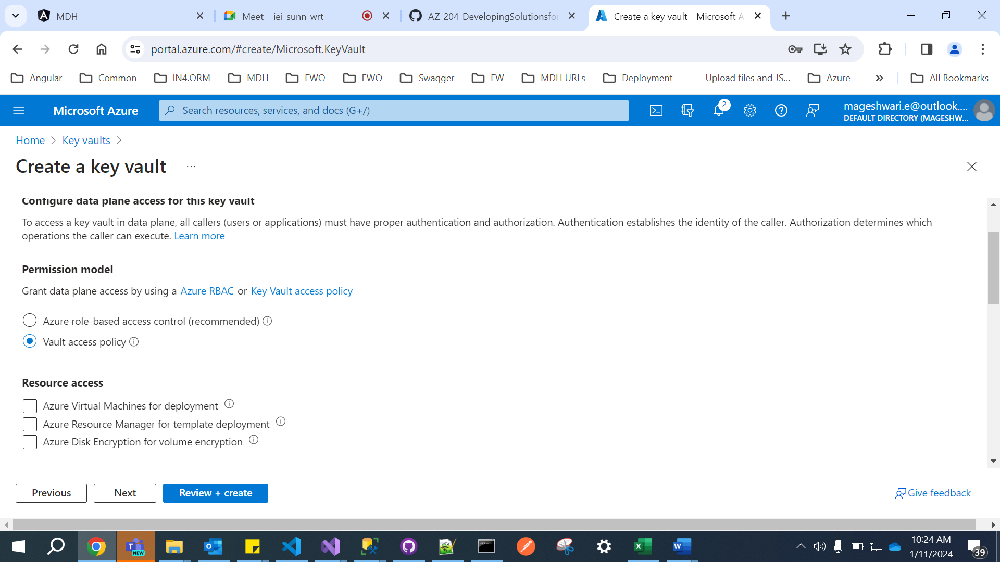 MDH
Meet – iei-sunn-wrt
AZ-204-DevelopingSolutionsfor
Create a key vault - Microsoft A
portal.azure.com/#create/Microsoft.KeyVault
Angular
Common
IN4.ORM
MDH
EWO
EWO
Swagger
FW
MDH URLs
Deployment
Upload files and JS...
Azure
All Bookmarks
Microsoft Azure
Search resources, services, and docs (G+/)
2
mageshwari.e@outlook....
DEFAULT DIRECTORY (MAGESHW...
Home
Key vaults
Create a key vault
Configure data plane access for this key vault
To access a key vault in data plane, all callers (users or applications) must have proper authentication and authorization. Authentication establishes the identity of the caller. Authorization determines which
operations the caller can execute. Learn more
Permission model
Grant data plane access by using a Azure RBAC or Key Vault access policy
Azure role-based access control (recommended)
Vault access policy
Resource access
Azure Virtual Machines for deployment
Azure Resource Manager for template deployment
Azure Disk Encryption for volume encryption
Previous
Next
Review + create
Give feedback
NEW
10:24 AM
1/11/2024
39